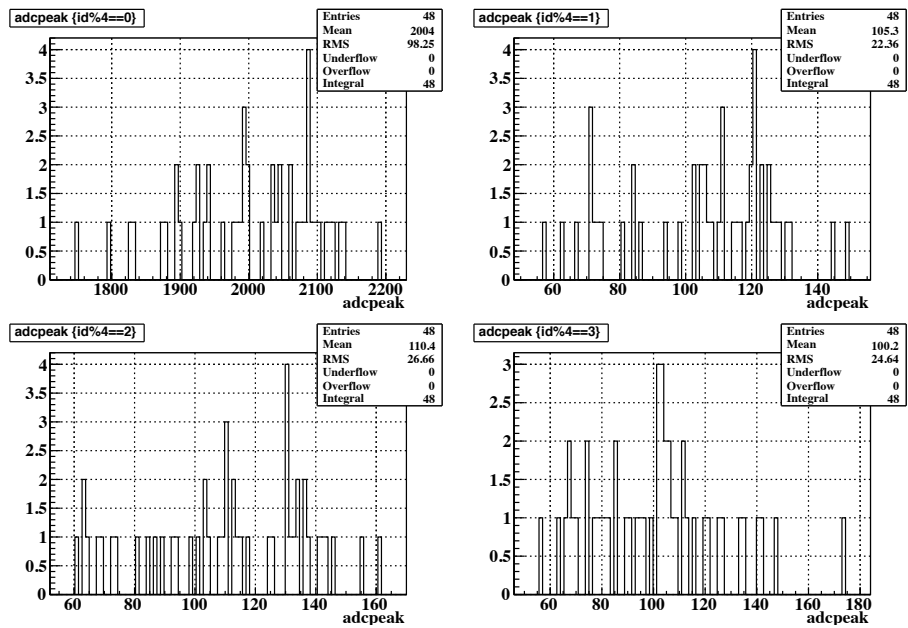 adcpeak {id%4==0}
Entries 48
Mean 2004
RMS 98.25
Underflow 0
Overflow 0
Integral 48
4
3.5
3
2.5
2
1.5
1
0.5
0
1800 1900 2000 2100 2200
adcpeak
adcpeak {id%4==1}
Entries 48
Mean 105.3
RMS 22.36
Underflow 0
Overflow 0
Integral 48
4
3.5
3
2.5
2
1.5
1
0.5
0
60 80 100 120 140
adcpeak
adcpeak {id%4==2}
Entries 48
Mean 110.4
RMS 26.66
Underflow 0
Overflow 0
Integral 48
4
3.5
3
2.5
2
1.5
1
0.5
0
60 80 100 120 140 160
adcpeak
adcpeak {id%4==3}
Entries 48
Mean 100.2
RMS 24.64
Underflow 0
Overflow 0
Integral 48
3
2.5
2
1.5
1
0.5
0
60 80 100 120 140 160 180
adcpeak